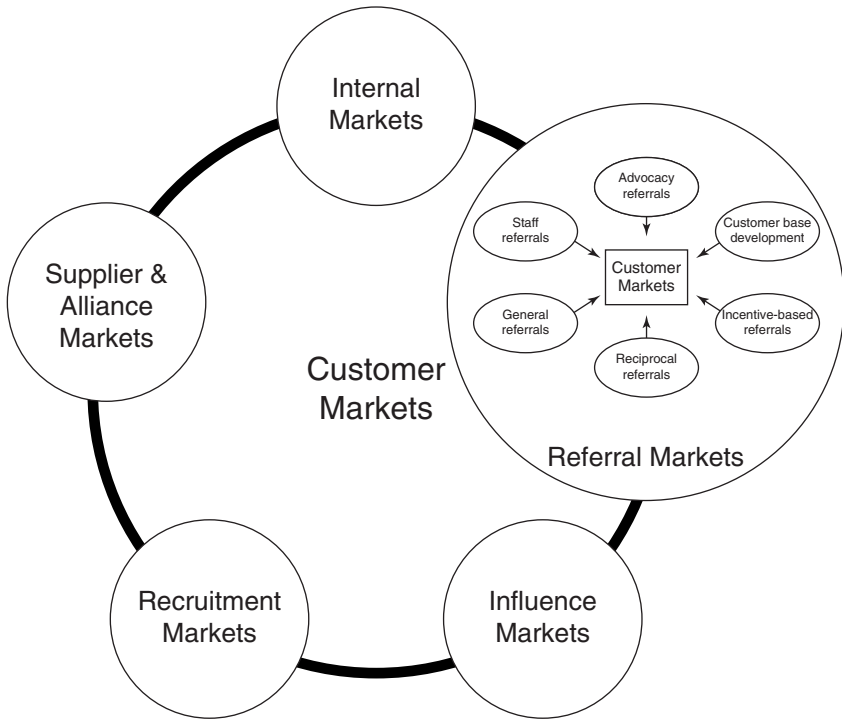 Internal
Markets
Supplier &
Alliance
Markets
Customer
Markets
Advocacy
referrals
Staff
referrals
Customer base
development
Customer
Markets
General
referrals
Incentive-based
referrals
Reciprocal
referrals
Referral Markets
Recruitment
Markets
Influence
Markets